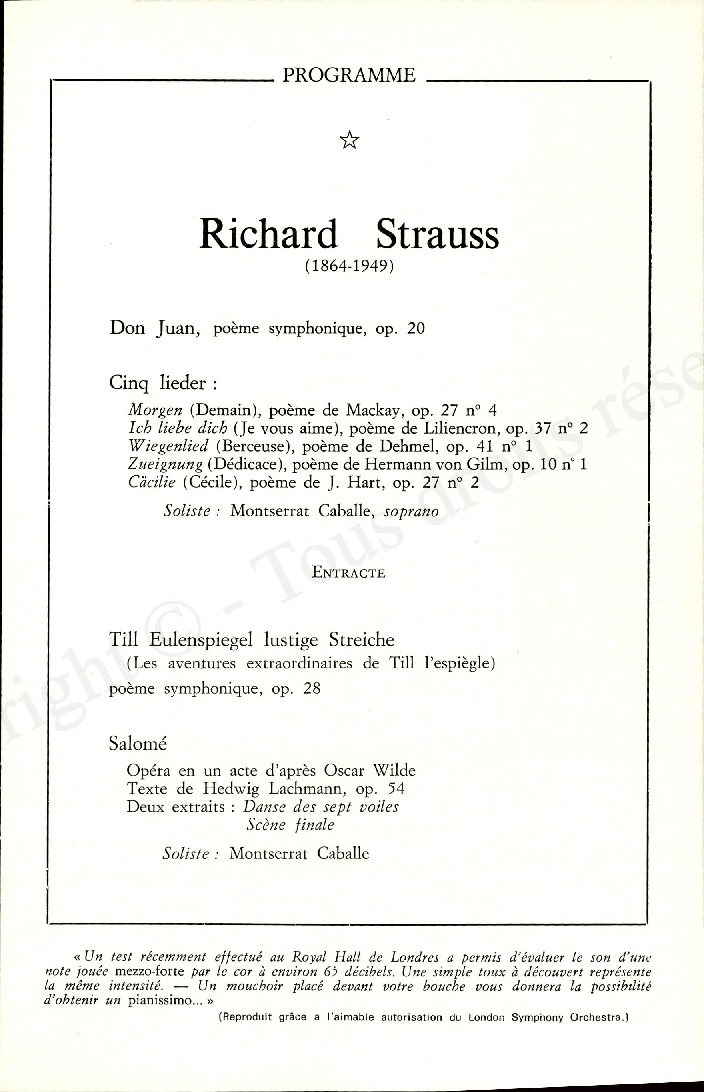 PROGRAMME
Richard Strauss
(1864-1949)
Don Juan, poème symphonique, op. 20
Cinq lieder :
Morgen (Demain), poème de Mackay, op. 27 n° 4
Ich liebe dich (Je vous aime), poème de Liliencron, op. 37 n° 2
Wiegenlied (Berceuse), poème de Dehmel, op. 41 n° 1
Zueignung (Dédicace), poème de Hermann von Gilm, op. 10 n° 1
Cäcilie (Cécile), poème de J. Hart, op. 27 n° 2
Soliste : Montserrat Caballe, soprano
ENTRACTE
Till Eulenspiegel lustige Streiche
(Les aventures extraordinaires de Till l'espiègle)
poème symphonique, op. 28
Salomé
Opéra en un acte d'après Oscar Wilde
Texte de Hedwig Lachmann, op. 54
Deux extraits : Danse des sept voiles
Scène finale
Soliste : Montserrat Caballe
« Un test récemment effectué au Royal Hall de Londres a permis d'évaluer le son d'une
note jouée mezzo-forte par le cor à environ 65 décibels. Une simple toux à découvert représente
la même intensité. — Un mouchoir placé devant votre bouche vous donnera la possibilité
d'obtenir un pianissimo... »
(Reproduit grâce a l'aimable autorisation du London Symphony Orchestra.)
right © - Tous droits rése